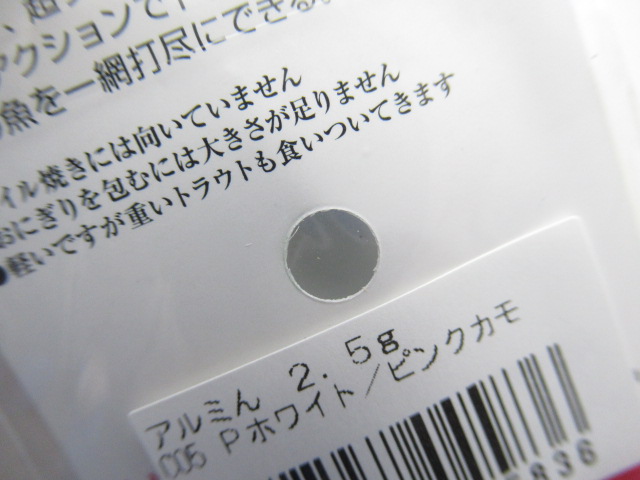 アクションで
魚を一網打尽にできる。
イル焼きには向いていません
おにぎりを包むには大きさが足りません
●軽いですが重いトラウトも食いついてきます
アルミん 2.5g
C05 Pホワイト/ピンクカモ
5836